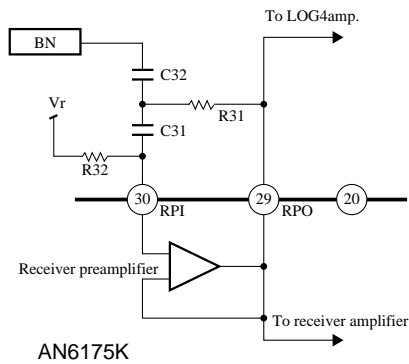 To LOG4amp.
BN
C32
Vr
R31
C31
R32
30
29
20
RPI
RPO
Receiver preamplifier
To receiver amplifier
AN6175K